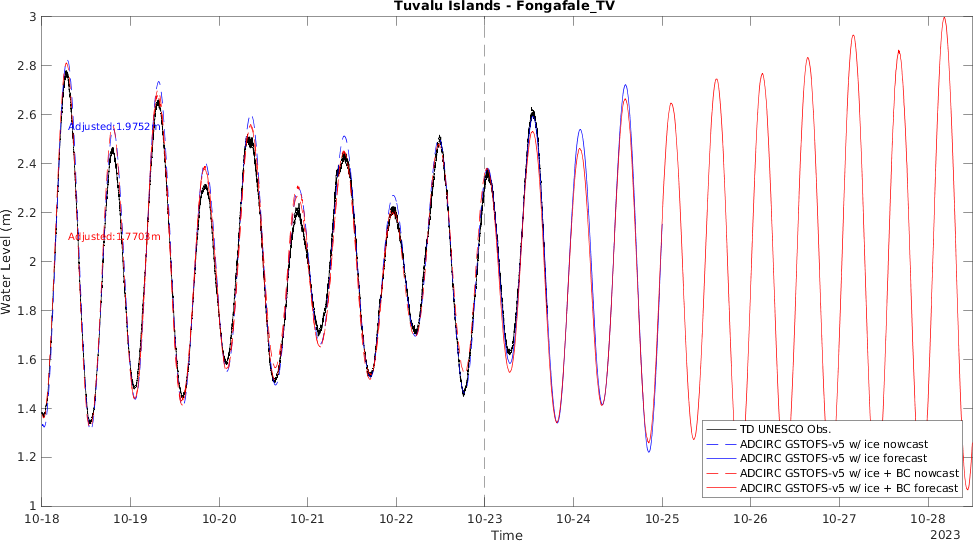 Tuvalu Islands - Fongafale_TV
3
2.8
2.6
2.4
2.2
2
1.8
1.6
1.4
1.2
1
Water Level (m)
Adjusted:1.9752m
Adjusted:1.7703m
TD UNESCO Obs.
ADCIRC GSTOFS-v5 w/ ice nowcast
ADCIRC GSTOFS-v5 w/ ice forecast
ADCIRC GSTOFS-v5 w/ ice + BC nowcast
ADCIRC GSTOFS-v5 w/ ice + BC forecast
10-18 10-19 10-20 10-21 10-22 10-23 10-24 10-25 10-26 10-27 10-28
Time
2023